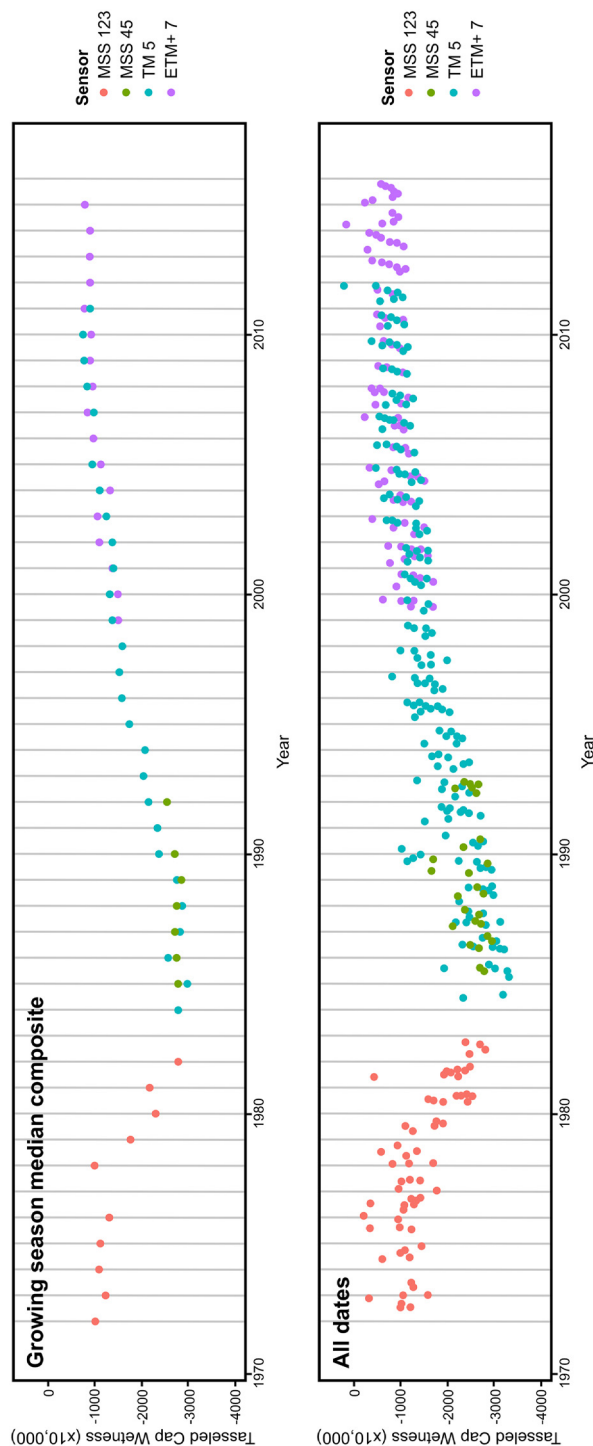 Growing season median composite
0
-1000
-2000
-3000
-4000
Tasseled Cap Wetness (x10,000)
1970
1980
1990
2000
2010
Year
Sensor
MSS 123
MSS 45
TM 5
ETM+ 7
All dates
0
-1000
-2000
-3000
-4000
Tasseled Cap Wetness (x10,000)
1970
1980
1990
2000
2010
Year
Sensor
MSS 123
MSS 45
TM 5
ETM+ 7